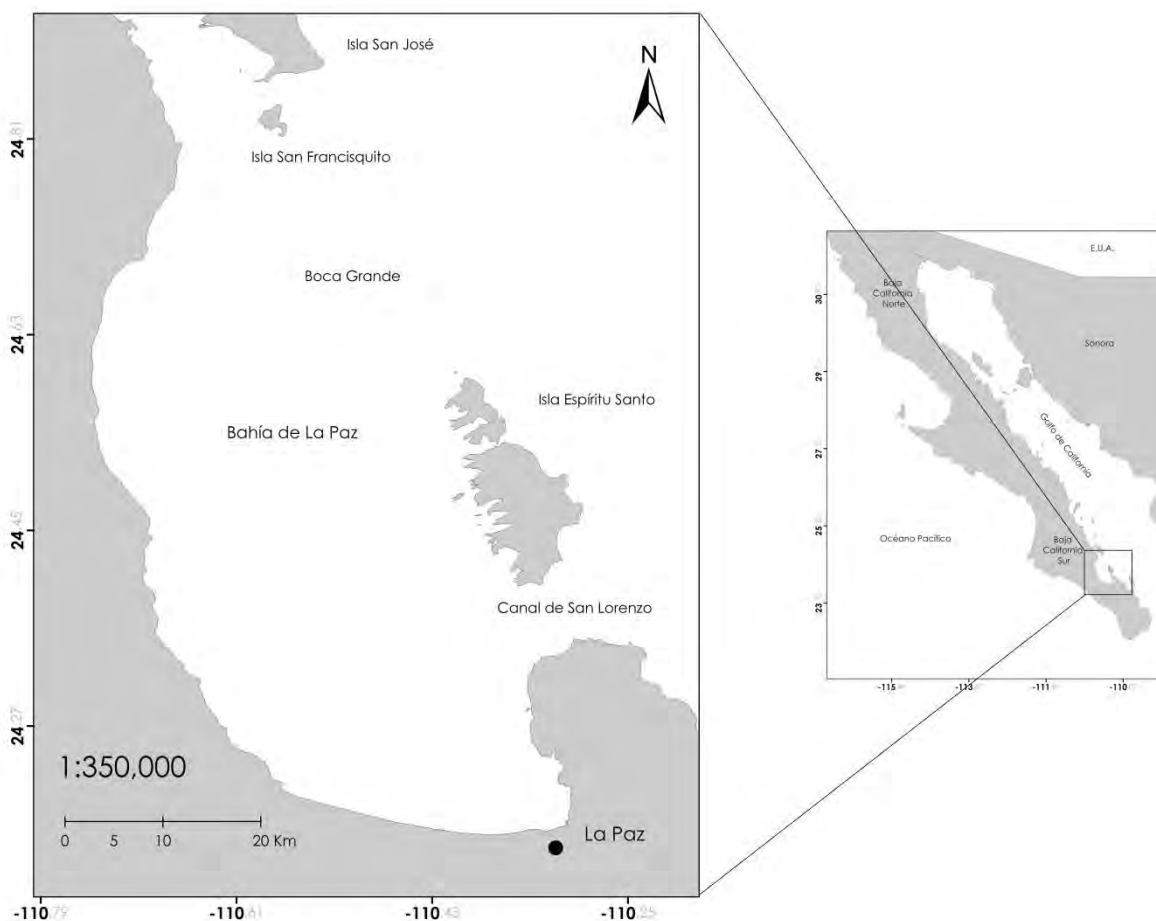 Isla San José
N
24.81
Isla San Francisquito
Boca Grande
24.63
Isla Espíritu Santo
Bahía de La Paz
24.45
Canal de San Lorenzo
24.27
1:350,000
0 5 10 20 Km
La Paz
-110.79 -110.61 -110.43 -110.25
E.U.A.
Baja
California
Norte
30
Sonora
29
Golfo de California
27
25
Océano Pacífico
Baja
California
Sur
23
-115 -113 -111 -110